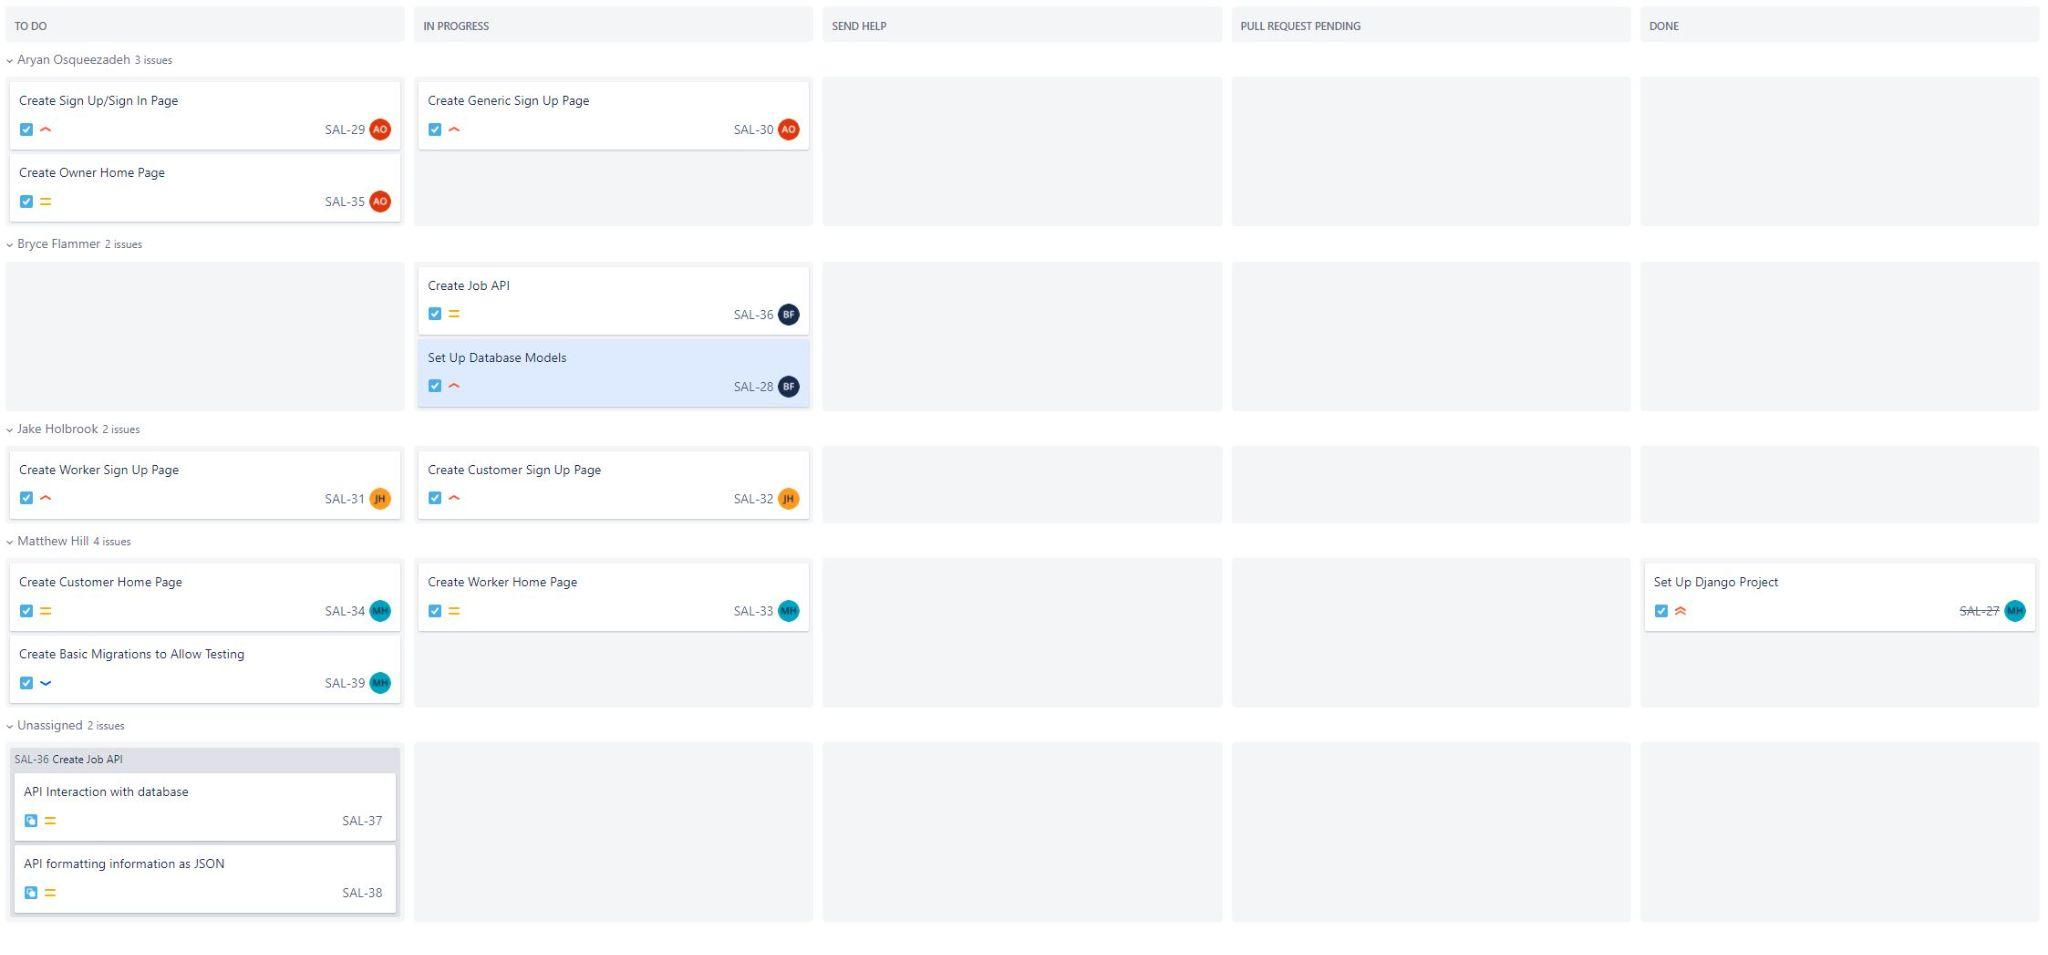 TO DO
IN PROGRESS
SEND HELP
PULL REQUEST PENDING
DONE
Aryan Osqueezadeh 3 issues
Create Sign Up/Sign In Page
SAL-29 AO
Create Owner Home Page
SAL-35 AO
Create Generic Sign Up Page
SAL-30 AO
Bryce Flammer 2 issues
Create Job API
SAL-36 BF
Set Up Database Models
SAL-28 BF
Jake Holbrook 2 issues
Create Worker Sign Up Page
SAL-31 JH
Create Customer Sign Up Page
SAL-32 JH
Matthew Hill 4 issues
Create Customer Home Page
SAL-34 MH
Create Basic Migrations to Allow Testing
SAL-39 MH
Create Worker Home Page
SAL-33 MH
Set Up Django Project
SAL-27 MH
Unassigned 2 issues
SAL-36 Create Job API
API Interaction with database
SAL-37
API formatting information as JSON
SAL-38